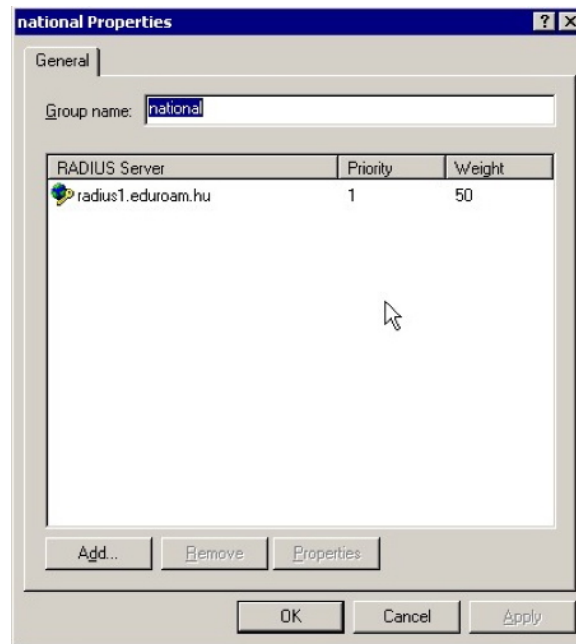 national Properties
General
Group name: national
RADIUS Server Priority Weight
radius1.eduroam.hu 1 50
Add... Remove Properties
OK Cancel Apply